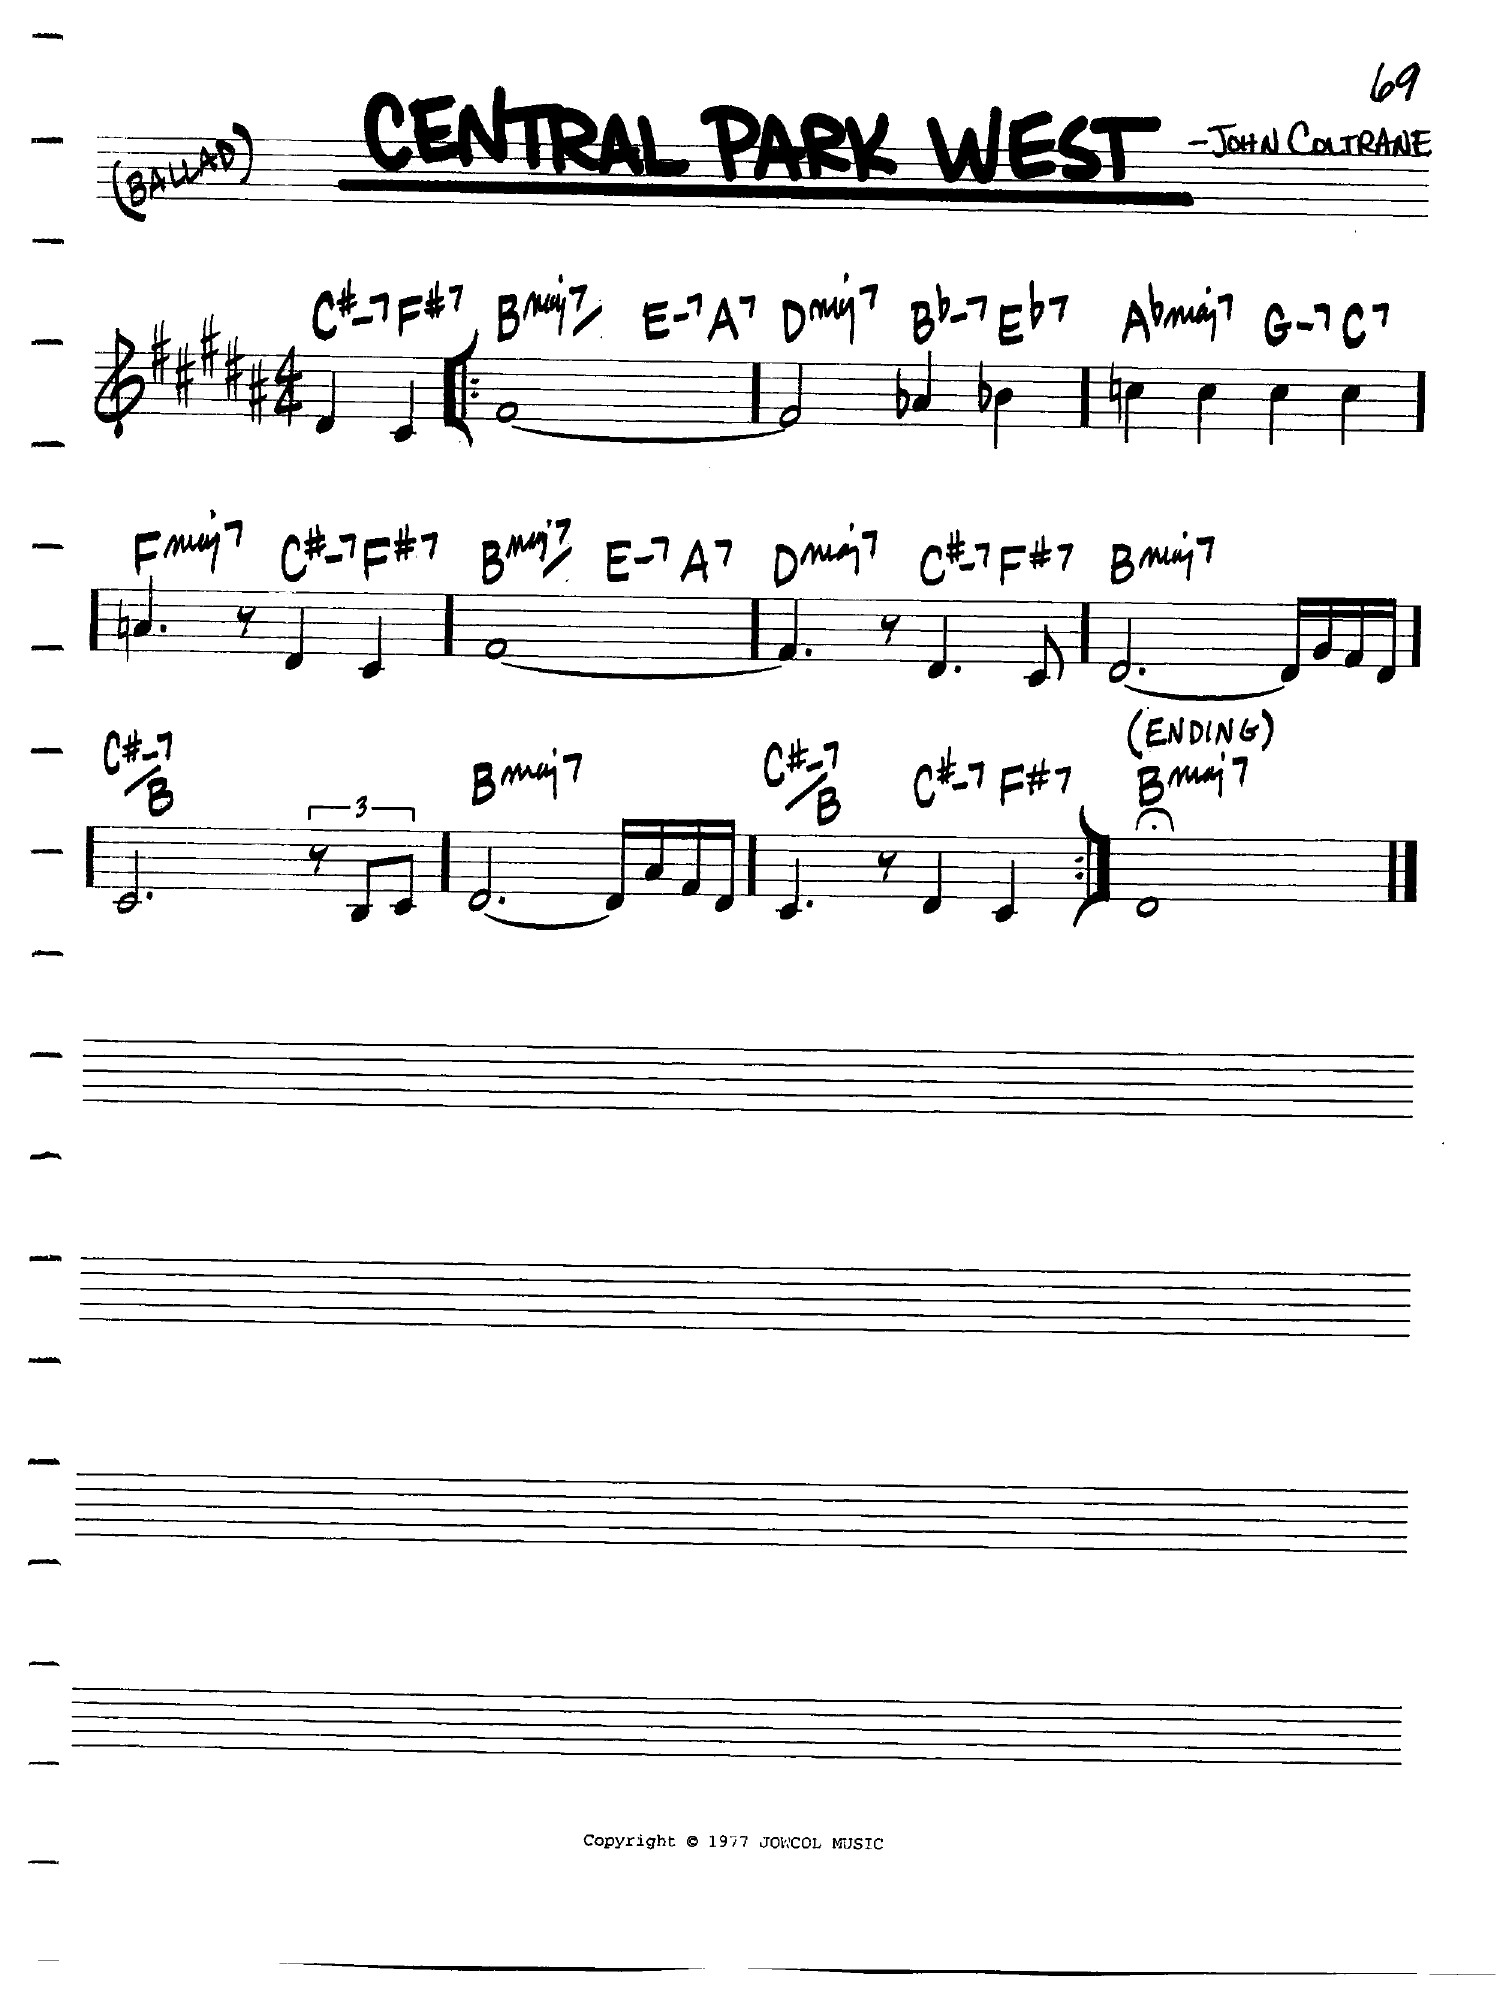 69
(BALLAD) CENTRAL PARK WEST –JOHN COLTRANE
C#–7 F#7 Bmaj7/ E–7 A7 Dmaj7 Bb–7 Eb7 Abmaj7 G–7 C7
4/4
Fmaj7 C#–7 F#7 Bmaj7/ E–7 A7 Dmaj7 C#–7 F#7 Bmaj7
(ENDING)
C#–7/B Bmaj7 C#–7/B C#–7 F#7 Bmaj7
3
Copyright © 1977 JOWCOL MUSIC